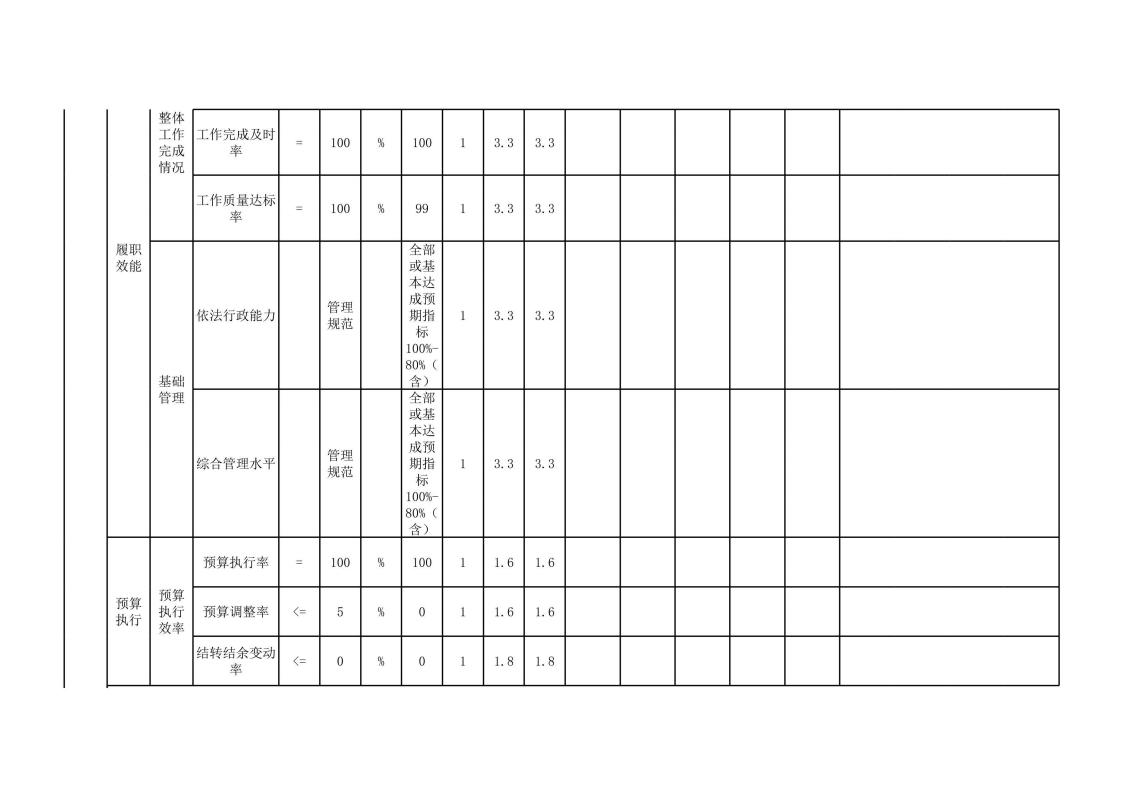 履职
效能
整体
工作
完成
情况
工作完成及时
率
=
100
%
100
1
3.3
3.3
工作质量达标
率
=
100
%
99
1
3.3
3.3
基础
管理
依法行政能力
管理
规范
全部
或基
本达
成预
期指
标
100%-
80%（
含）
1
3.3
3.3
综合管理水平
管理
规范
全部
或基
本达
成预
期指
标
100%-
80%（
含）
1
3.3
3.3
预算
执行
预算
执行
效率
预算执行率
=
100
%
100
1
1.6
1.6
预算调整率
<=
5
%
0
1
1.6
1.6
结转结余变动
率
<=
0
%
0
1
1.8
1.8